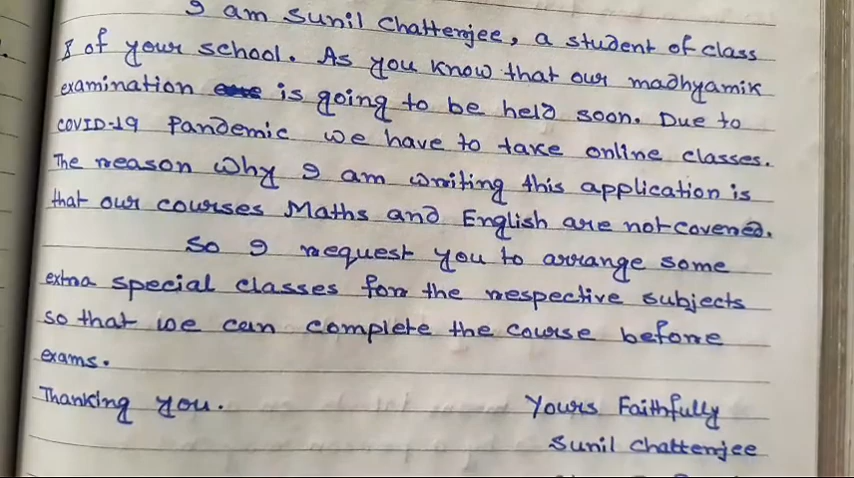 I am Sunil Chatterjee, a student of class
X of your school. As you know that our madhyamik
examination is going to be held soon. Due to
COVID-19 Pandemic we have to take online classes.
The reason why I am writing this application is
that our courses Maths and English are not covered.
So I request you to arrange some
extra special classes for the respective subjects
so that we can complete the course before
exams.
Thanking you.
Yours Faithfully
Sunil Chatterjee